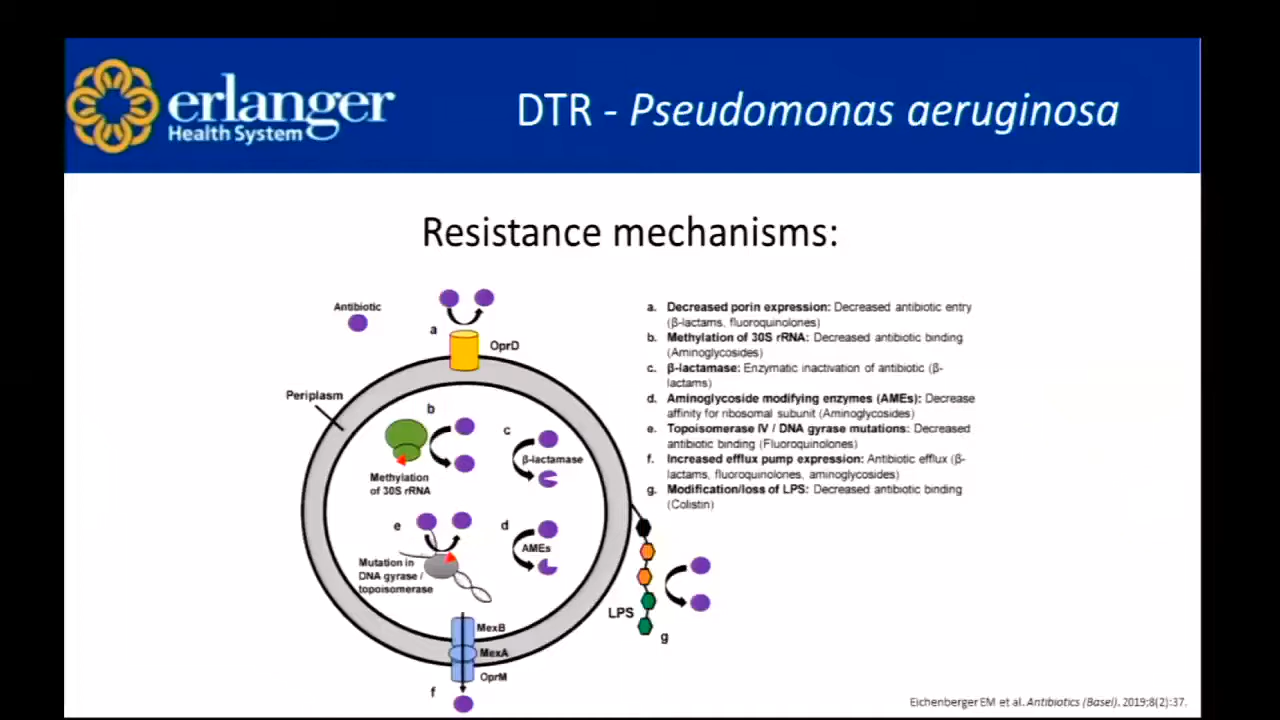 erlanger
Health System
DTR - Pseudomonas aeruginosa
Resistance mechanisms:
Antibiotic
a
OprD
Periplasm
b
Methylation
of 30S rRNA
c
β-lactamase
e
Mutation in
DNA gyrase /
topoisomerase
d
AMEs
MexB
MexA
OprM
f
LPS
g
a. Decreased porin expression: Decreased antibiotic entry
(β-lactams, fluoroquinolones)
b. Methylation of 30S rRNA: Decreased antibiotic binding
(Aminoglycosides)
c. β-lactamase: Enzymatic inactivation of antibiotic (β-
lactams)
d. Aminoglycoside modifying enzymes (AMEs): Decrease
affinity for ribosomal subunit (Aminoglycosides)
e. Topoisomerase IV / DNA gyrase mutations: Decreased
antibiotic binding (Fluoroquinolones)
f. Increased efflux pump expression: Antibiotic efflux (β-
lactams, fluoroquinolones, aminoglycosides)
g. Modification/loss of LPS: Decreased antibiotic binding
(Colistin)
Eichenberger EM et al. Antibiotics (Basel). 2019;8(2):37.